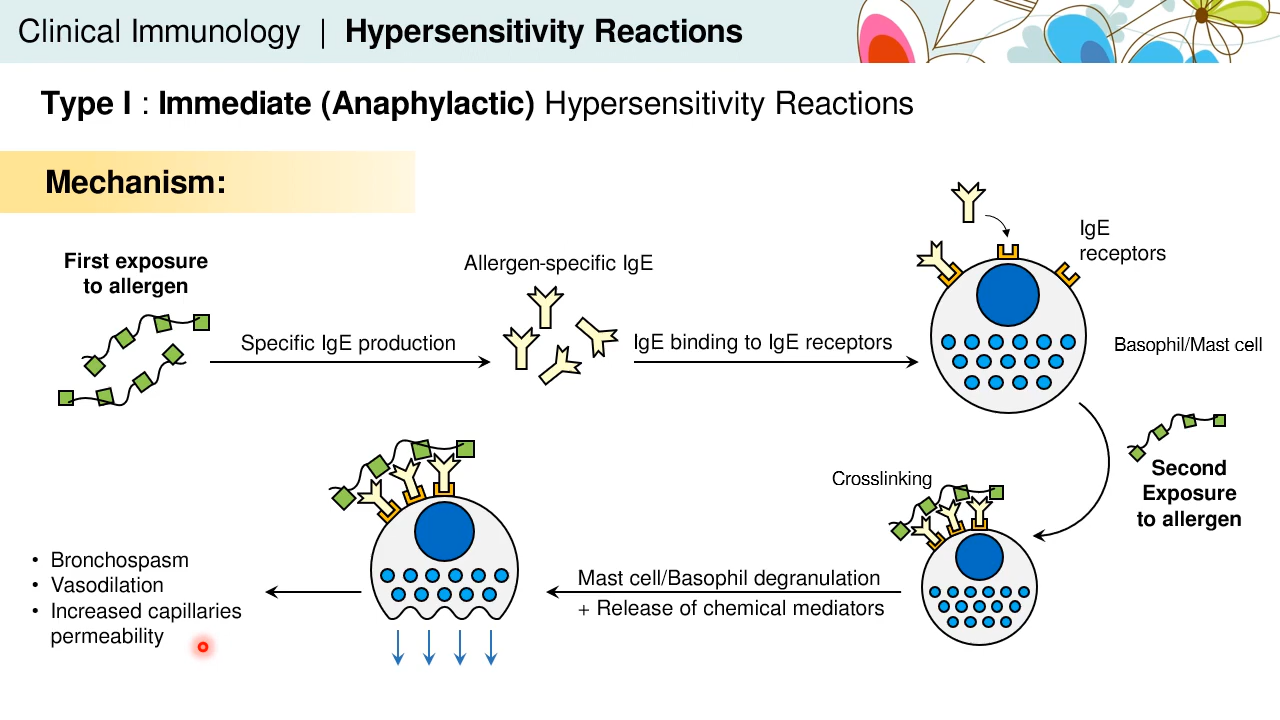 Clinical Immunology | Hypersensitivity Reactions
Type I : Immediate (Anaphylactic) Hypersensitivity Reactions
Mechanism:
First exposure
to allergen
Specific IgE production
Allergen-specific IgE
IgE binding to IgE receptors
IgE
receptors
Basophil/Mast cell
Second
Exposure
to allergen
Crosslinking
Mast cell/Basophil degranulation
+ Release of chemical mediators
• Bronchospasm
• Vasodilation
• Increased capillaries
permeability